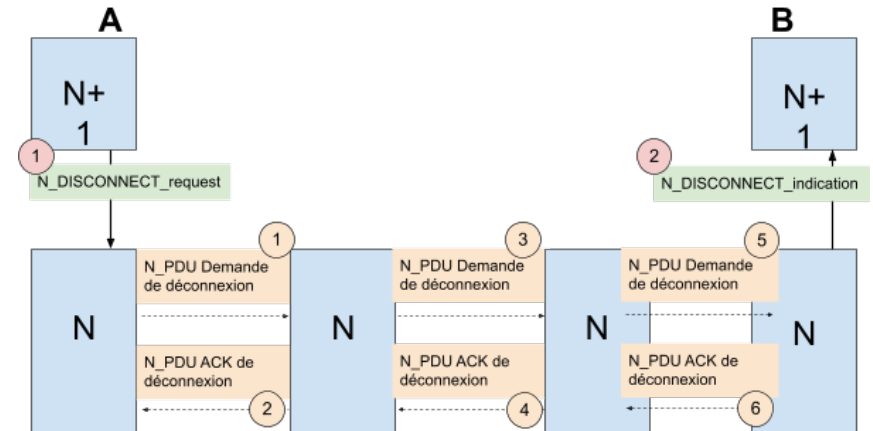 A
B
N+
1
N+
1
1
N_DISCONNECT_request
2
N_DISCONNECT_indication
1
3
5
N_PDU Demande
de déconnexion
N_PDU Demande
de déconnexion
N_PDU Demande
de déconnexion
N
N
N
N
N_PDU ACK de
déconnexion
N_PDU ACK de
déconnexion
N_PDU ACK de
déconnexion
2
4
6